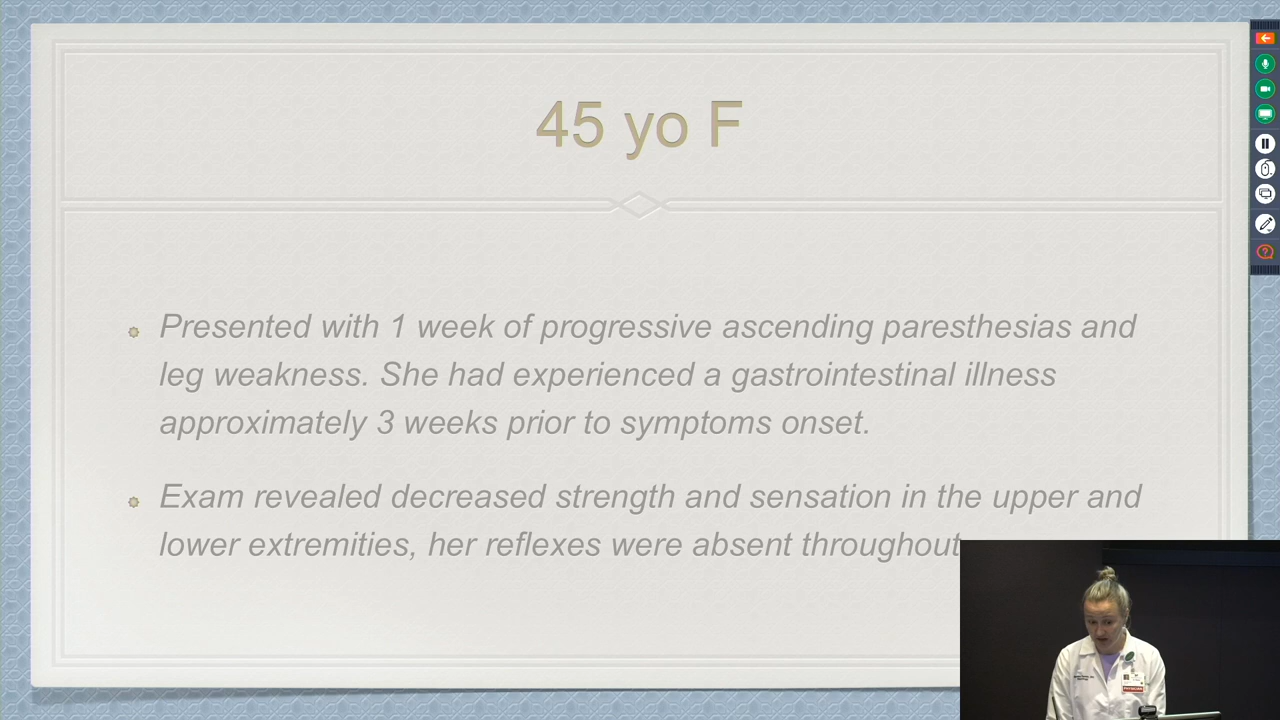 45 yo F
Presented with 1 week of progressive ascending paresthesias and
leg weakness. She had experienced a gastrointestinal illness
approximately 3 weeks prior to symptoms onset.
Exam revealed decreased strength and sensation in the upper and
lower extremities, her reflexes were absent throughout
PHYSICIAN